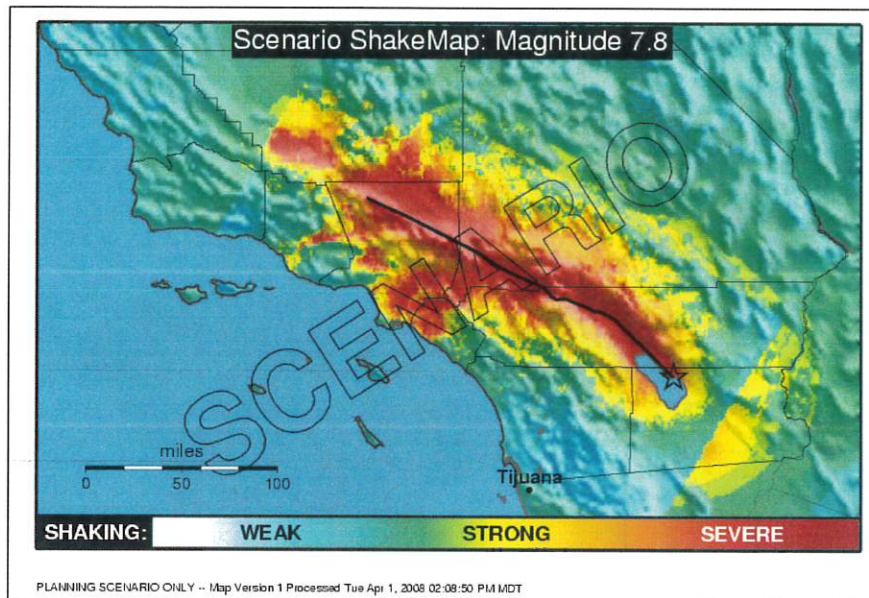 Scenario ShakeMap: Magnitude 7.8
SCENARIO
miles
0 50 100
Tijuana
SHAKING: WEAK STRONG SEVERE
PLANNING SCENARIO ONLY -- Map Version 1 Processed Tue Apr 1, 2008 02:08:50 PM MDT